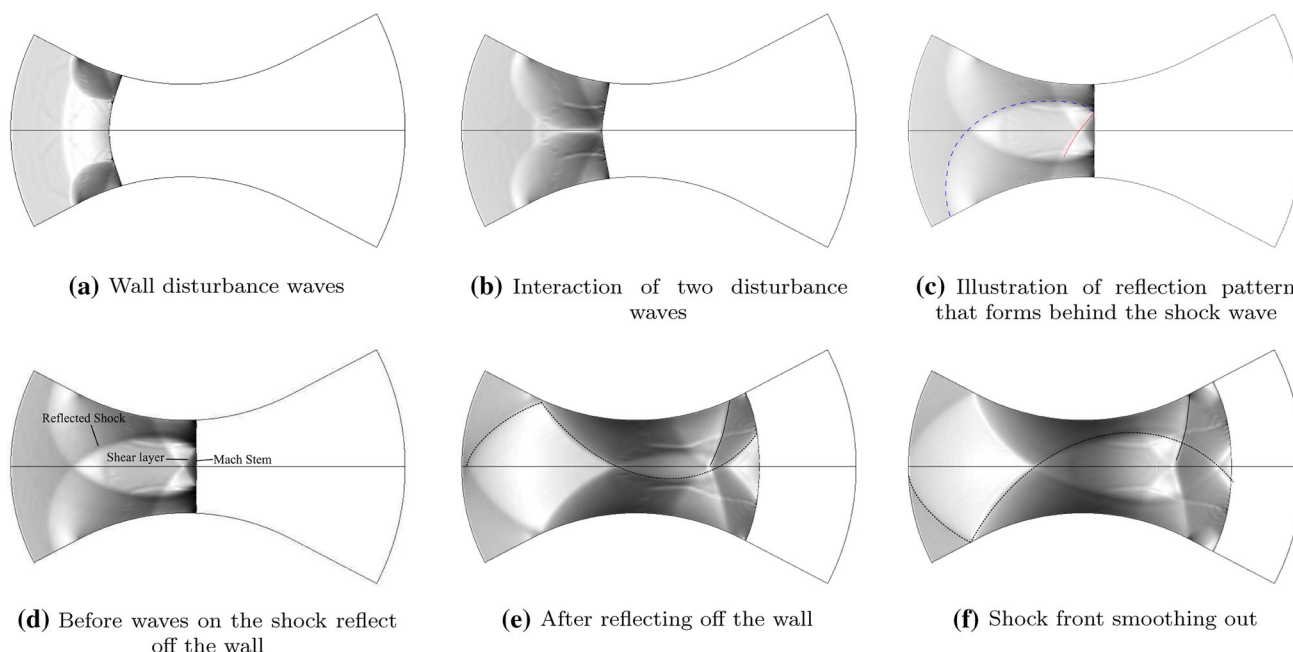 (a) Wall disturbance waves
(b) Interaction of two disturbance
waves
(c) Illustration of reflection pattern
that forms behind the shock wave
Reflected Shock
Shear layer
Mach Stem
(d) Before waves on the shock reflect
off the wall
(e) After reflecting off the wall
(f) Shock front smoothing out